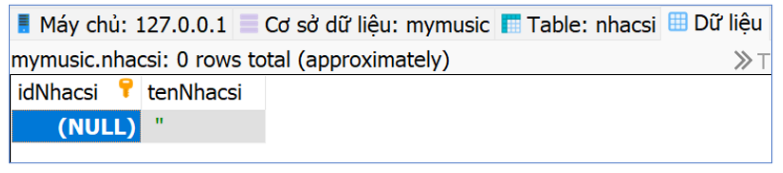 Máy chủ: 127.0.0.1 Cơ sở dữ liệu: mymusic Table: nhacsi Dữ liệu
mymusic.nhacsi: 0 rows total (approximately) >> T
idNhacsi tenNhacsi
(NULL) "